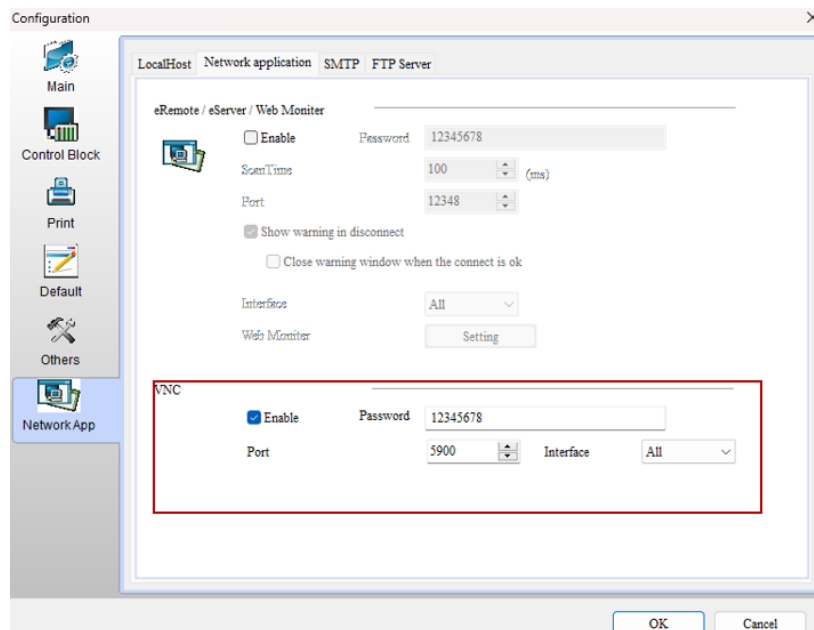 Configuration
Main
Control Block
Print
Default
Others
Network App
LocalHost Network application SMTP FTP Server
eRemote / eServer / Web Moniter
Enable Password 12345678
ScanTime 100 (ms)
Port 12348
Show warning in disconnect
Close warning window when the connect is ok
Interface All
Web Moniter Setting
VNC
Enable Password 12345678
Port 5900 Interface All
OK Cancel